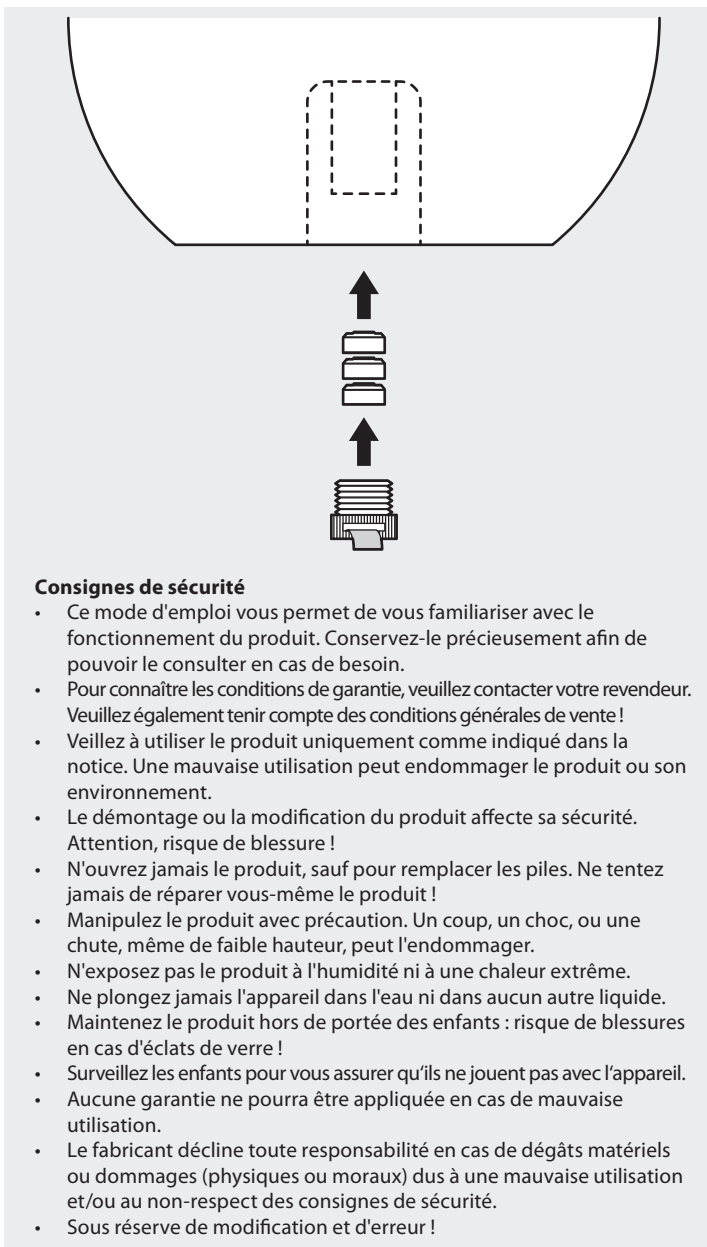 Consignes de sécurité
• Ce mode d'emploi vous permet de vous familiariser avec le
fonctionnement du produit. Conservez-le précieusement afin de
pouvoir le consulter en cas de besoin.
• Pour connaître les conditions de garantie, veuillez contacter votre revendeur.
Veuillez également tenir compte des conditions générales de vente !
• Veillez à utiliser le produit uniquement comme indiqué dans la
notice. Une mauvaise utilisation peut endommager le produit ou son
environnement.
• Le démontage ou la modification du produit affecte sa sécurité.
Attention, risque de blessure !
• N'ouvrez jamais le produit, sauf pour remplacer les piles. Ne tentez
jamais de réparer vous-même le produit !
• Manipulez le produit avec précaution. Un coup, un choc, ou une
chute, même de faible hauteur, peut l'endommager.
• N'exposez pas le produit à l'humidité ni à une chaleur extrême.
• Ne plongez jamais l'appareil dans l'eau ni dans aucun autre liquide.
• Maintenez le produit hors de portée des enfants : risque de blessures
en cas d'éclats de verre !
• Surveillez les enfants pour vous assurer qu‘ils ne jouent pas avec l‘appareil.
• Aucune garantie ne pourra être appliquée en cas de mauvaise
utilisation.
• Le fabricant décline toute responsabilité en cas de dégâts matériels
ou dommages (physiques ou moraux) dus à une mauvaise utilisation
et/ou au non-respect des consignes de sécurité.
• Sous réserve de modification et d'erreur !